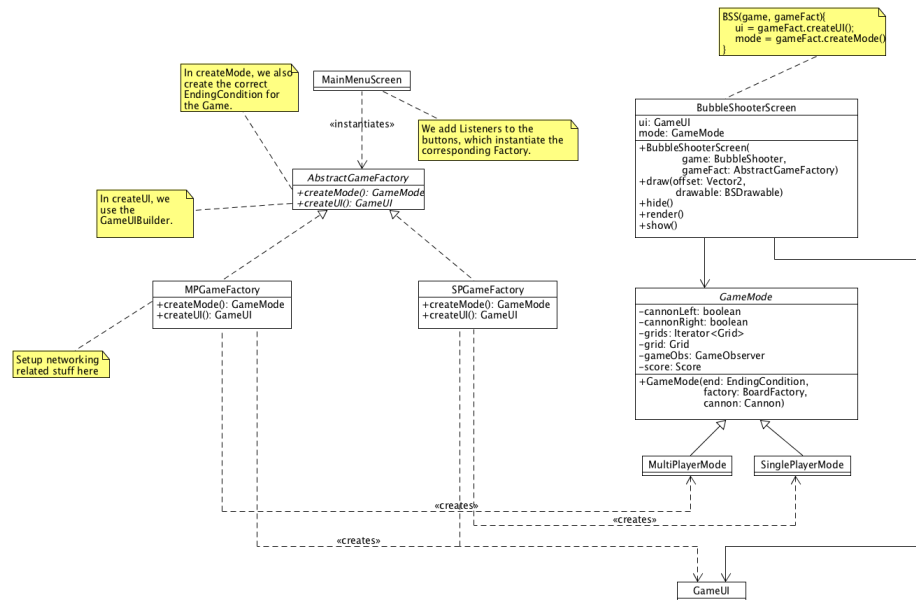 BSS(game, gameFact){
ui = gameFact.createUI();
mode = gameFact.createMode()
}
In createMode, we also
create the correct
EndingCondition for
the Game.
MainMenuScreen
«instantiates»
We add Listeners to the
buttons, which instantiate the
corresponding Factory.
BubbleShooterScreen
ui: GameUI
mode: GameMode
+BubbleShooterScreen(
game: BubbleShooter,
gameFact: AbstractGameFactory)
+draw(offset: Vector2,
drawable: BSDrawable)
+hide()
+render()
+show()
AbstractGameFactory
+createMode(): GameMode
+createUI(): GameUI
In createUI, we
use the
GameUIBuilder.
MPGameFactory
+createMode(): GameMode
+createUI(): GameUI
SPGameFactory
+createMode(): GameMode
+createUI(): GameUI
Setup networking
related stuff here
GameMode
-cannonLeft: boolean
-cannonRight: boolean
-grids: Iterator<Grid>
-grid: Grid
-gameObs: GameObserver
-score: Score
+GameMode(end: EndingCondition,
factory: BoardFactory,
cannon: Cannon)
MultiPlayerMode
SinglePlayerMode
«creates»
«creates»
«creates»
GameUI